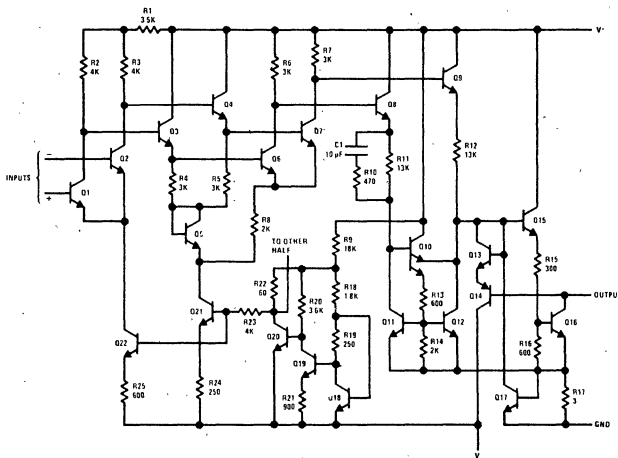 R1
3.5K
V+
R2
4K
R3
4K
R6
3K
R7
3K
Q4
Q8
Q9
Q3
Q7
C1
10 µF
R11
13K
R12
13K
−
INPUTS
+
Q2
Q1
R4
3K
R5
3K
Q6
R10
470
R8
2K
Q5
TO OTHER
HALF
R9
18K
Q10
Q13
Q15
R15
300
Q14
OUTPUT
R22
60
R20
3.6K
R18
1.8K
R13
600
Q21
R23
4K
Q20
R19
250
Q11
R14
2K
Q12
R16
600
Q16
Q22
Q19
Q18
Q17
R17
3
R25
600
R24
250
R21
900
GND
V